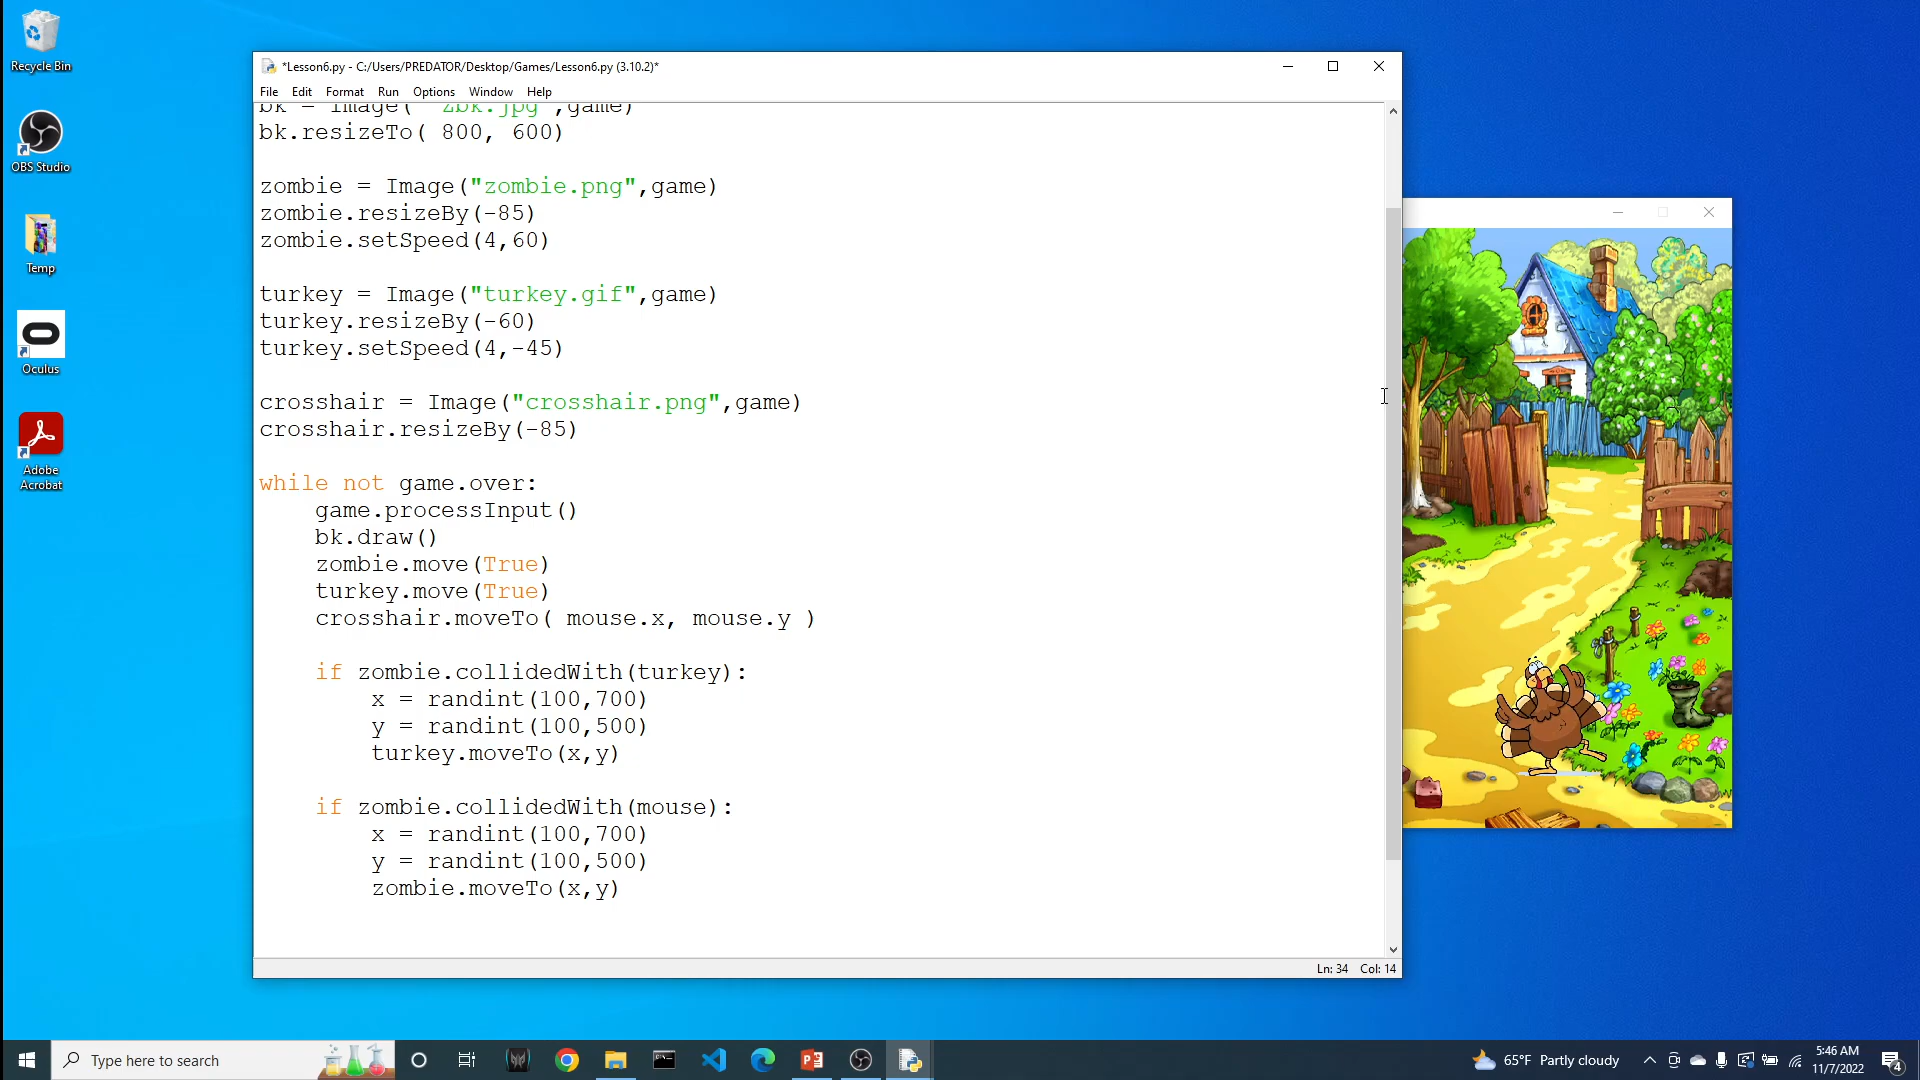 Recycle Bin
OBS Studio
Temp
Oculus
Adobe
Acrobat
*Lesson6.py - C:/Users/PREDATOR/Desktop/Games/Lesson6.py (3.10.2)*
File Edit Format Run Options Window Help
bk = Image( "zbk.jpg",game)
bk.resizeTo( 800, 600)
zombie = Image("zombie.png",game)
zombie.resizeBy(-85)
zombie.setSpeed(4,60)
turkey = Image("turkey.gif",game)
turkey.resizeBy(-60)
turkey.setSpeed(4,-45)
crosshair = Image("crosshair.png",game)
crosshair.resizeBy(-85)
while not game.over:
game.processInput()
bk.draw()
zombie.move(True)
turkey.move(True)
crosshair.moveTo( mouse.x, mouse.y )
if zombie.collidedWith(turkey):
x = randint(100,700)
y = randint(100,500)
turkey.moveTo(x,y)
if zombie.collidedWith(mouse):
x = randint(100,700)
y = randint(100,500)
zombie.moveTo(x,y)
Ln: 34 Col: 14
Type here to search
65°F Partly cloudy
5:46 AM
11/7/2022
4